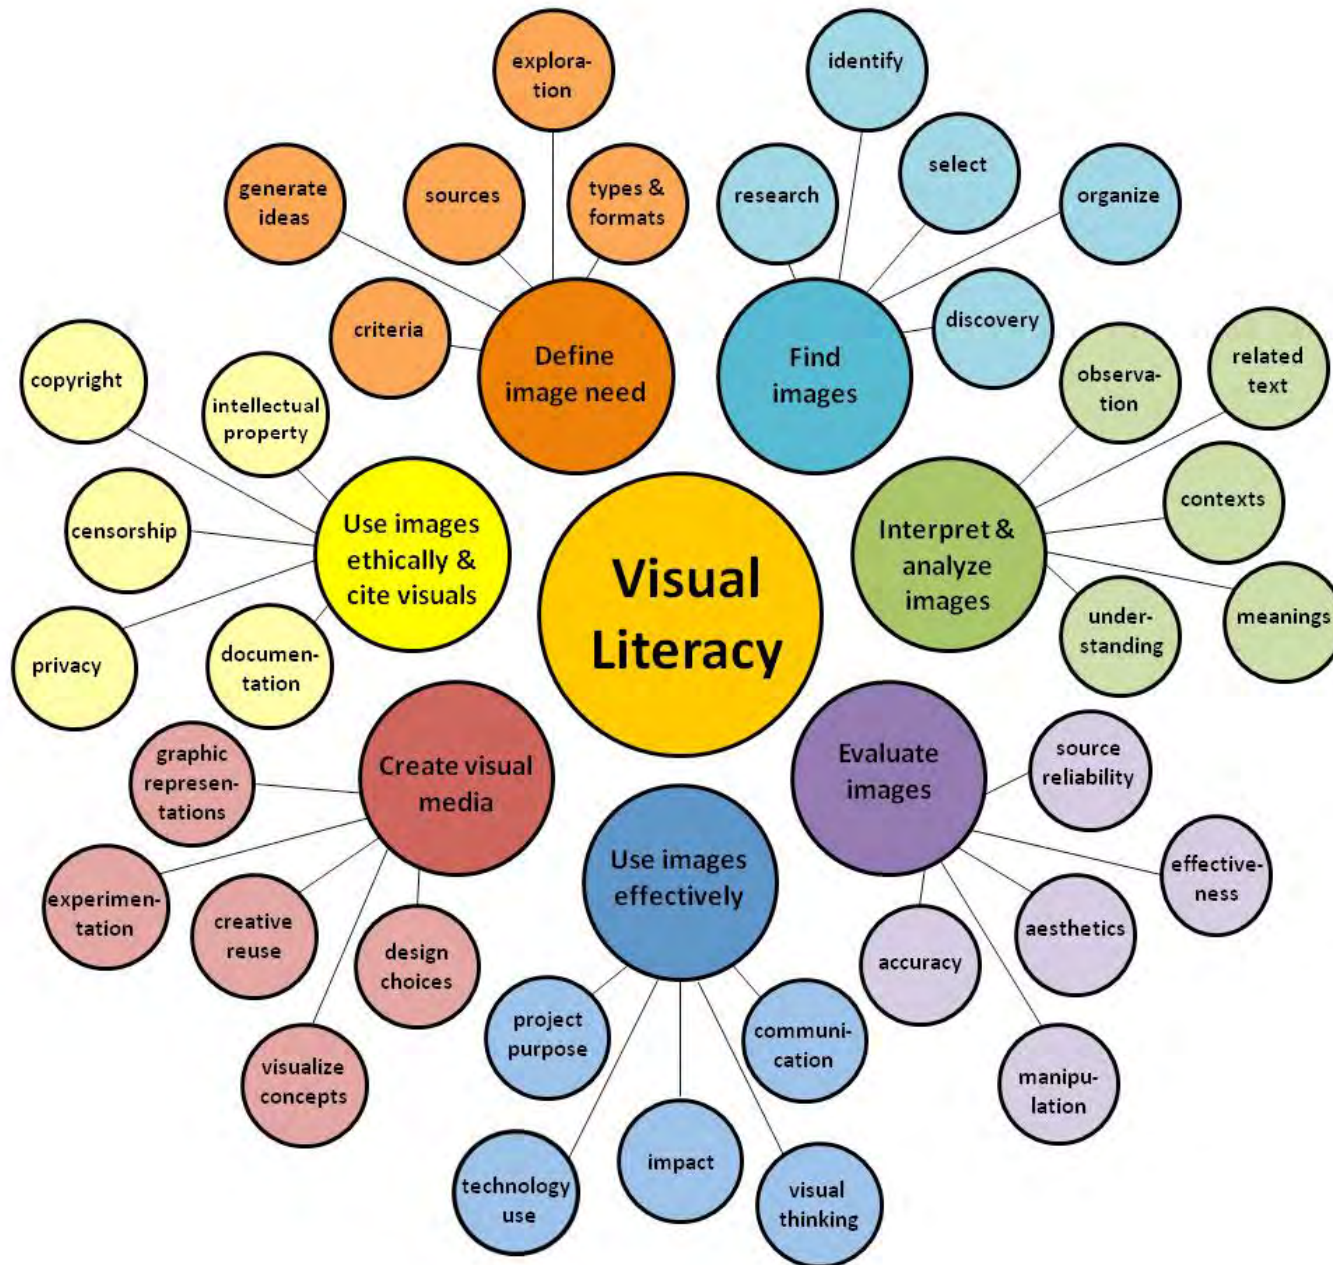 Visual
Literacy
Define
image need
criteria
generate
ideas
sources
explora-
tion
types &
formats
Find
images
research
identify
select
organize
discovery
Interpret &
analyze
images
observa-
tion
related
text
contexts
meanings
under-
standing
Evaluate
images
source
reliability
effective-
ness
aesthetics
manipu-
lation
accuracy
Use images
effectively
communi-
cation
visual
thinking
impact
technology
use
project
purpose
Create visual
media
design
choices
visualize
concepts
creative
reuse
experimen-
tation
graphic
represen-
tations
Use images
ethically &
cite visuals
documen-
tation
privacy
censorship
copyright
intellectual
property